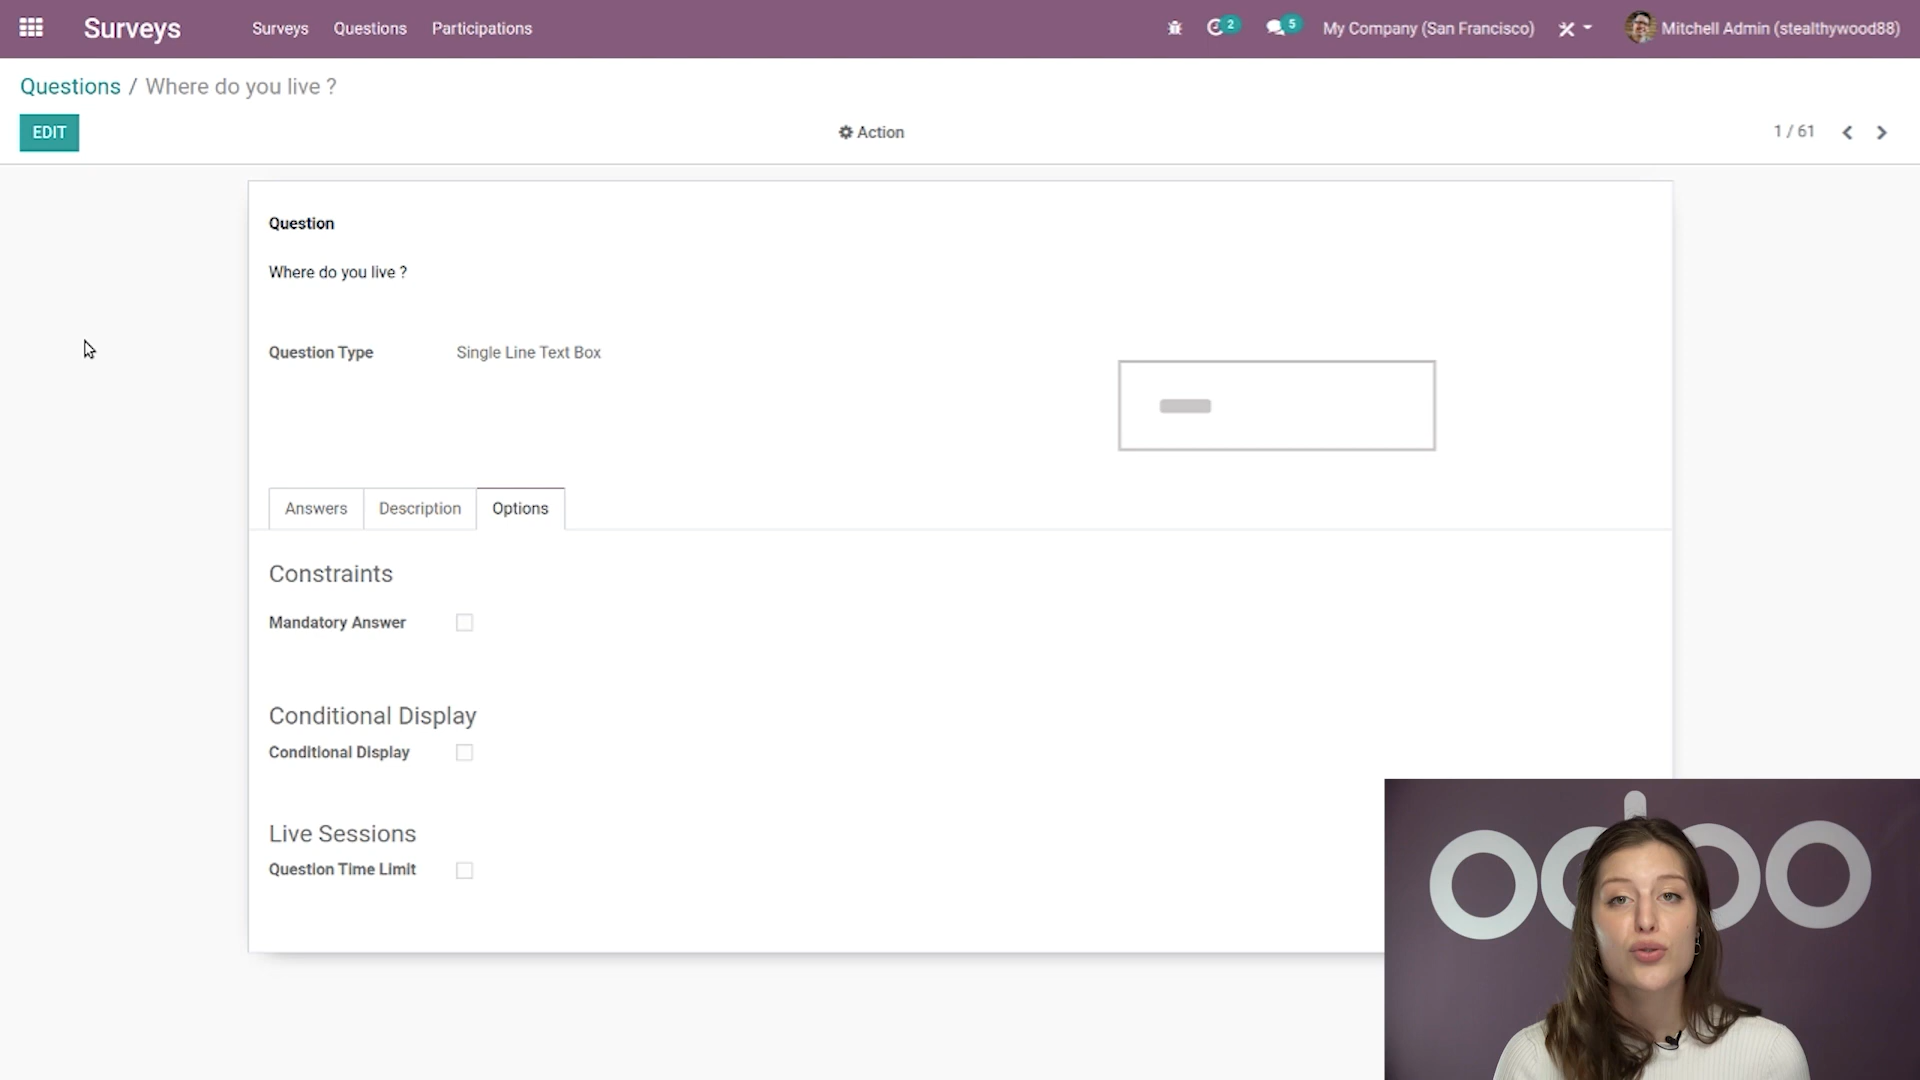 Surveys Surveys Questions Participations 2 5 My Company (San Francisco) Mitchell Admin (stealthywood88)
Questions / Where do you live ?
EDIT Action 1 / 61
Question
Where do you live ?
Question Type Single Line Text Box
Answers Description Options
Constraints
Mandatory Answer
Conditional Display
Conditional Display
Live Sessions
Question Time Limit
odoo